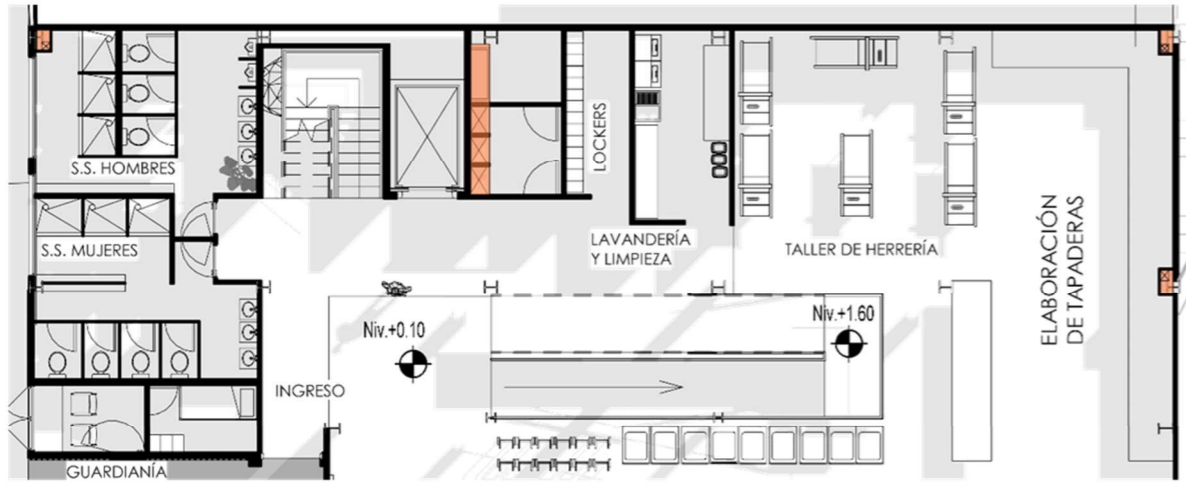 S.S. HOMBRES
S.S. MUJERES
LOCKERS
LAVANDERÍA
Y LIMPIEZA
TALLER DE HERRERÍA
ELABORACIÓN
DE TAPADERAS
Niv.+0.10
Niv.+1.60
INGRESO
GUARDIANÍA